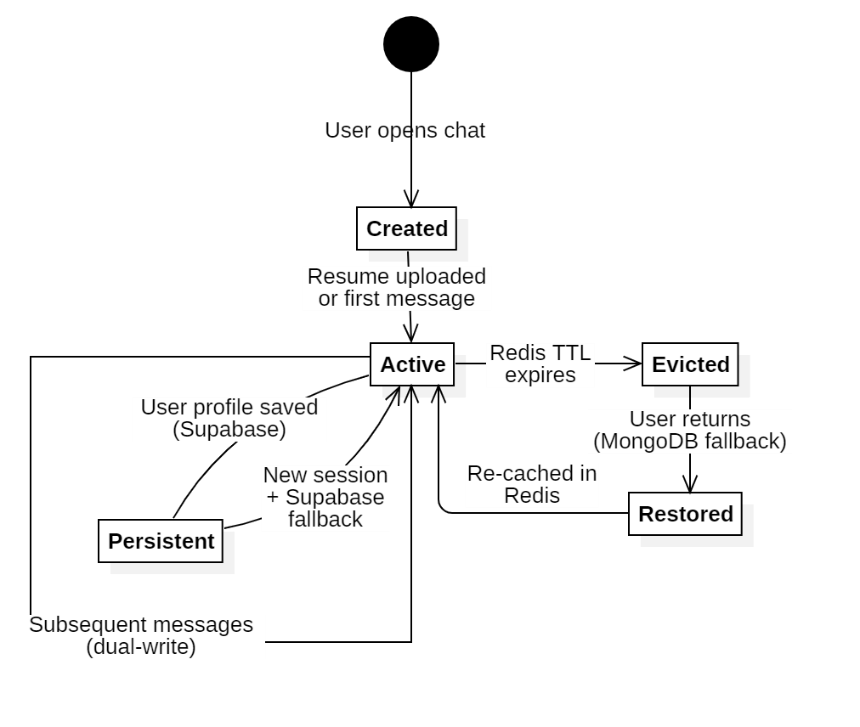 User opens chat
Created
Resume uploaded
or first message
Active
Redis TTL
expires
Evicted
User profile saved
(Supabase)
User returns
(MongoDB fallback)
New session
+ Supabase
fallback
Re-cached in
Redis
Restored
Persistent
Subsequent messages
(dual-write)